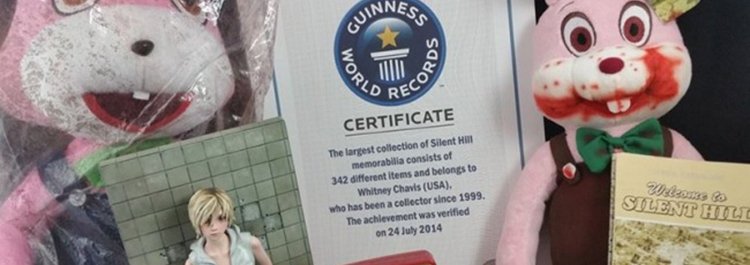 GUINNESS
WORLD RECORDS
CERTIFICATE
The largest collection of Silent Hill
memorabilia consists of
342 different items and belongs to
Whitney Chavis (USA),
who has been a collector since 1999.
The achievement was verified
on 24 July 2014
Welcome to
SILENT HILL